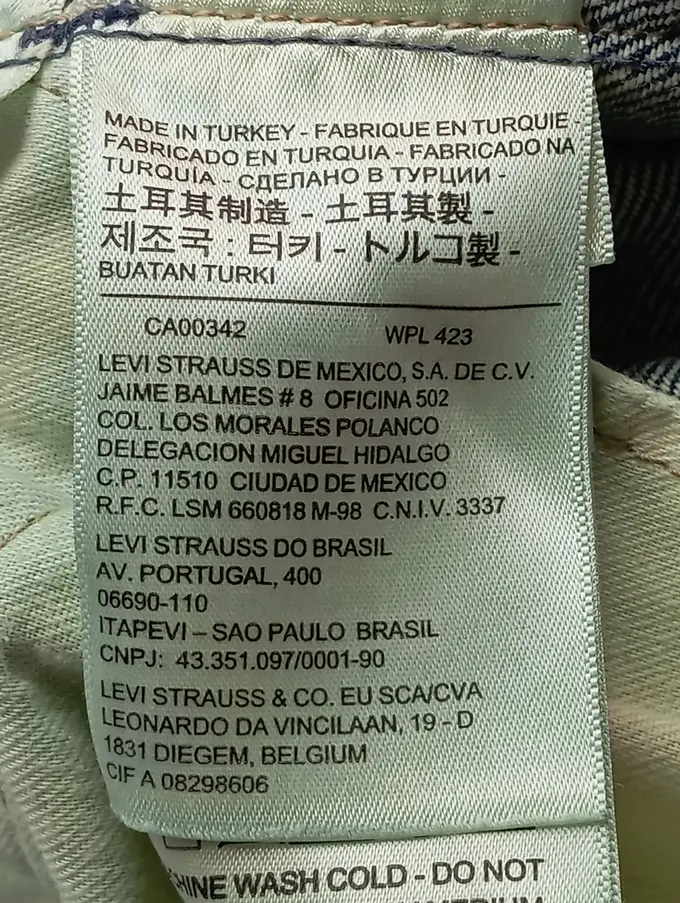 MADE IN TURKEY - FABRIQUE EN TURQUIE -
FABRICADO EN TURQUIA - FABRICADO NA
TURQUIA - СДЕЛАНО В ТУРЦИИ -
土耳其制造 - 土耳其製 -
제조국 : 터키 - トルコ製 -
BUATAN TURKI
CA00342 WPL 423
LEVI STRAUSS DE MEXICO, S.A. DE C.V.
JAIME BALMES # 8 OFICINA 502
COL. LOS MORALES POLANCO
DELEGACION MIGUEL HIDALGO
C.P. 11510 CIUDAD DE MEXICO
R.F.C. LSM 660818 M-98 C.N.I.V. 3337
LEVI STRAUSS DO BRASIL
AV. PORTUGAL, 400
06690-110
ITAPEVI – SAO PAULO BRASIL
CNPJ: 43.351.097/0001-90
LEVI STRAUSS & CO. EU SCA/CVA
LEONARDO DA VINCILAAN, 19 - D
1831 DIEGEM, BELGIUM
CIF A 08298606
WASH COLD - DO NOT